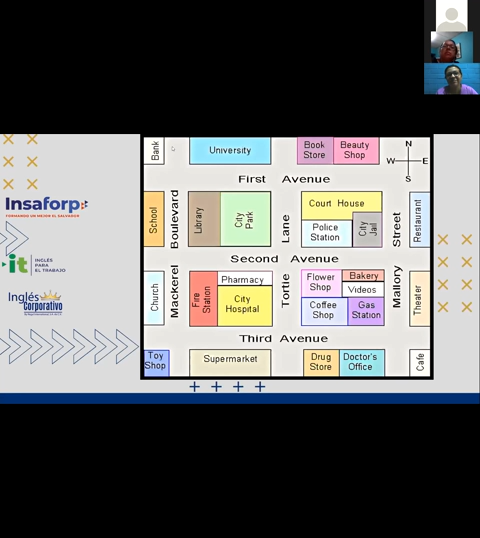 Insaforp
FORMANDO UN MEJOR EL SALVADOR
it
INGLÉS
PARA
EL TRABAJO
Inglés
corporativo
Bank
University
Book
Store
Beauty
Shop
N
W
E
S
First Avenue
School
Mackerel Boulevard
Library
City
Park
Tortle Lane
Court House
Police
Station
City
Jail
Mallory Street
Restaurant
Second Avenue
Church
Fire
Station
Pharmacy
City
Hospital
Flower
Shop
Bakery
Videos
Coffee
Shop
Gas
Station
Theater
Third Avenue
Toy
Shop
Supermarket
Drug
Store
Doctor's
Office
Cafe